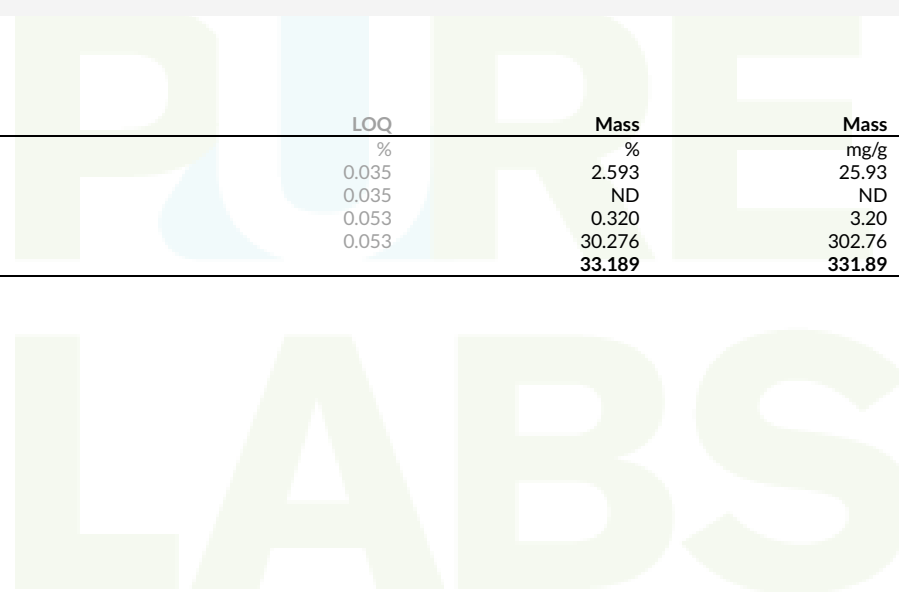 PURE
LOQ Mass Mass
% % mg/g
0.035 2.593 25.93
0.035 ND ND
0.053 0.320 3.20
0.053 30.276 302.76
33.189 331.89
LABS